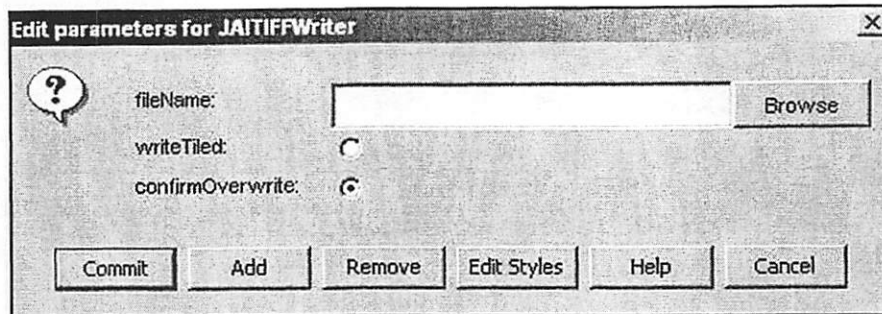 Edit parameters for JAITIFFWriter
fileName:
Browse
writeTiled:
confirmOverwrite:
Commit Add Remove Edit Styles Help Cancel